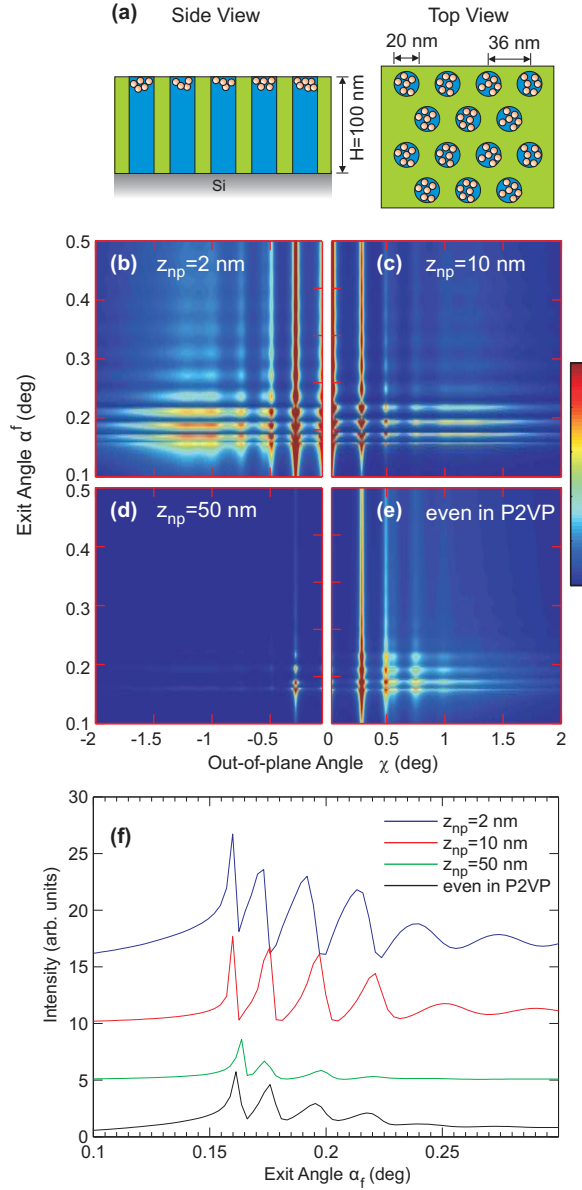 (a) Side View Top View
20 nm 36 nm
H=100 nm
Si
0.5
0.4
0.3
0.2
0.1
(b) z_np=2 nm
(c) z_np=10 nm
Exit Angle α^f (deg)
0.5
0.4
0.3
0.2
0.1
(d) z_np=50 nm
(e) even in P2VP
-2 -1.5 -1 -0.5 0 0.5 1 1.5 2
Out-of-plane Angle χ (deg)
30
25
20
15
10
5
0
Intensity (arb. units)
(f)
z_np=2 nm
z_np=10 nm
z_np=50 nm
even in P2VP
0.1 0.15 0.2 0.25
Exit Angle α_f (deg)